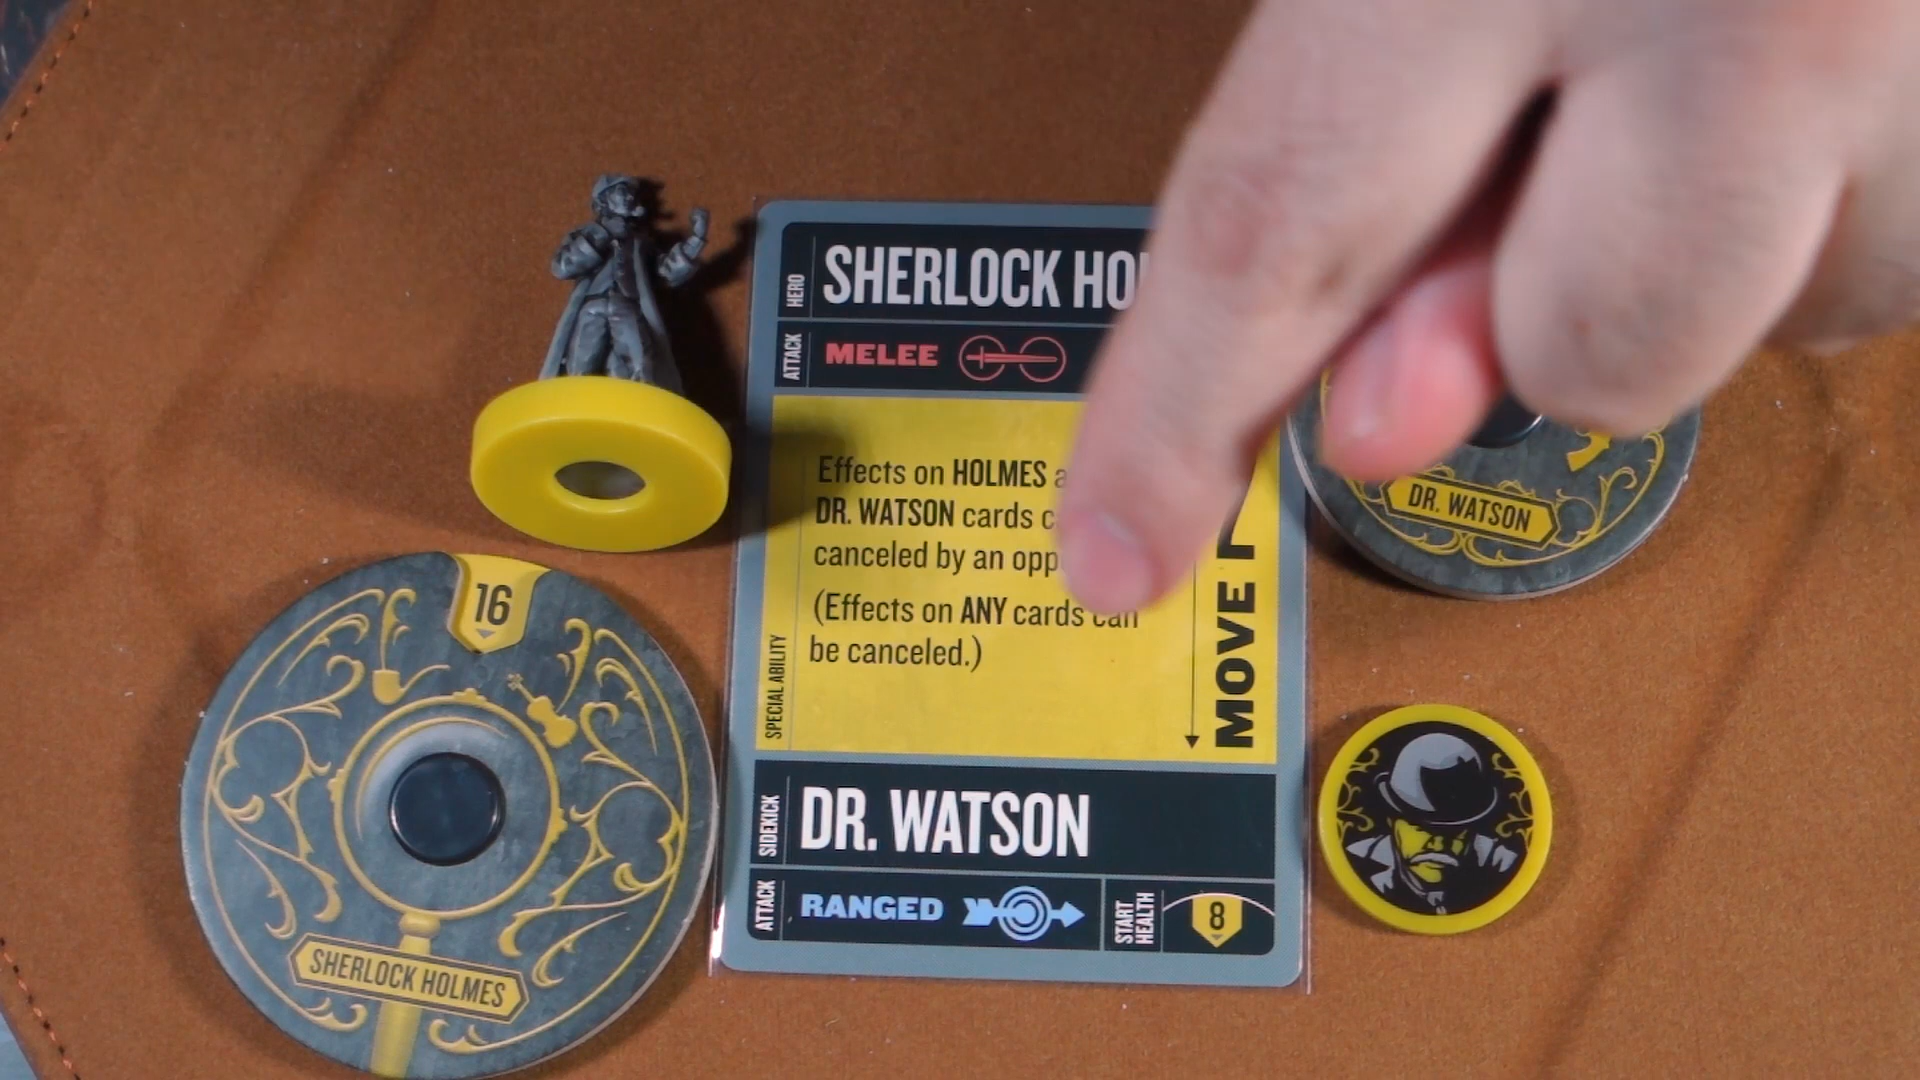 HERO
SHERLOCK HO
ATTACK
MELEE
Effects on HOLMES
DR. WATSON cards
canceled by an opp
(Effects on ANY cards can
be canceled.)
SPECIAL ABILITY
MOVE
SIDEKICK
DR. WATSON
ATTACK
RANGED
START
HEALTH
8
16
SHERLOCK HOLMES
DR. WATSON